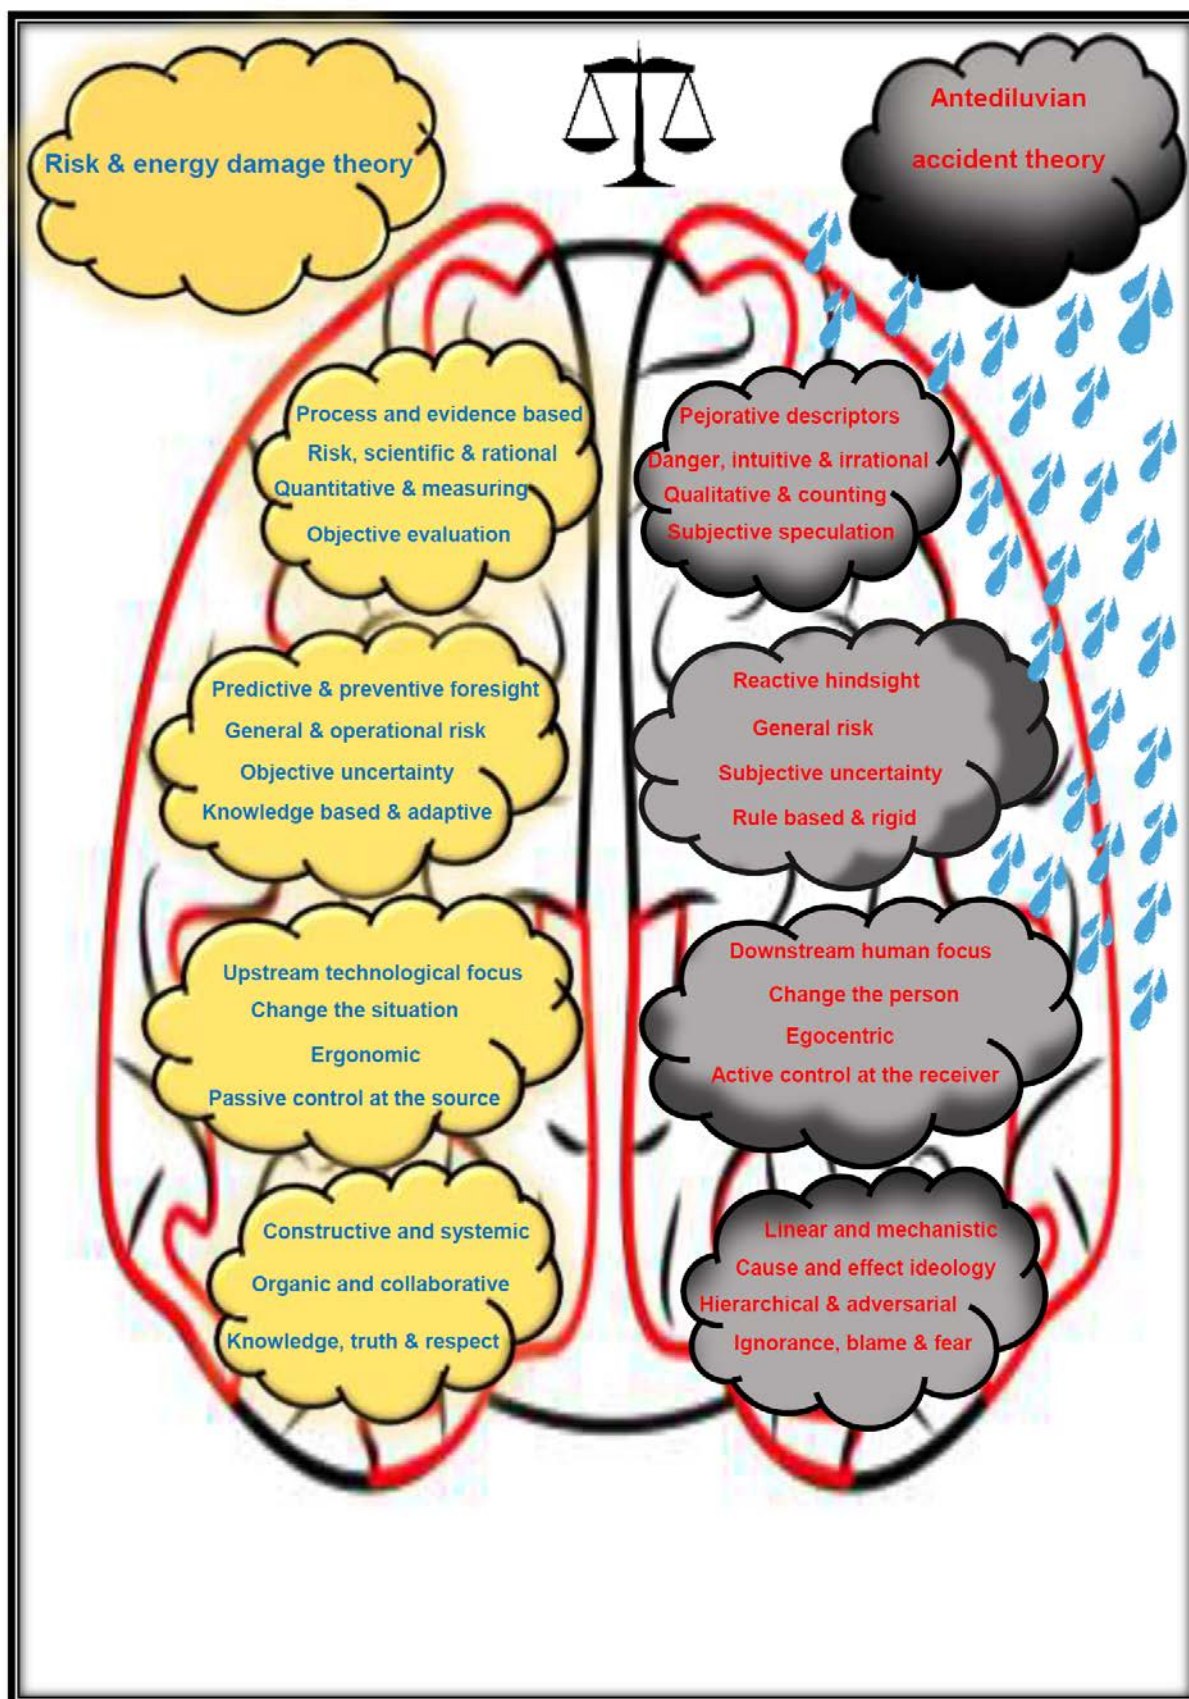 Risk & energy damage theory
Antediluvian
accident theory
Process and evidence based
Risk, scientific & rational
Quantitative & measuring
Objective evaluation
Pejorative descriptors
Danger, intuitive & irrational
Qualitative & counting
Subjective speculation
Predictive & preventive foresight
General & operational risk
Objective uncertainty
Knowledge based & adaptive
Reactive hindsight
General risk
Subjective uncertainty
Rule based & rigid
Upstream technological focus
Change the situation
Ergonomic
Passive control at the source
Downstream human focus
Change the person
Egocentric
Active control at the receiver
Constructive and systemic
Organic and collaborative
Knowledge, truth & respect
Linear and mechanistic
Cause and effect ideology
Hierarchical & adversarial
Ignorance, blame & fear